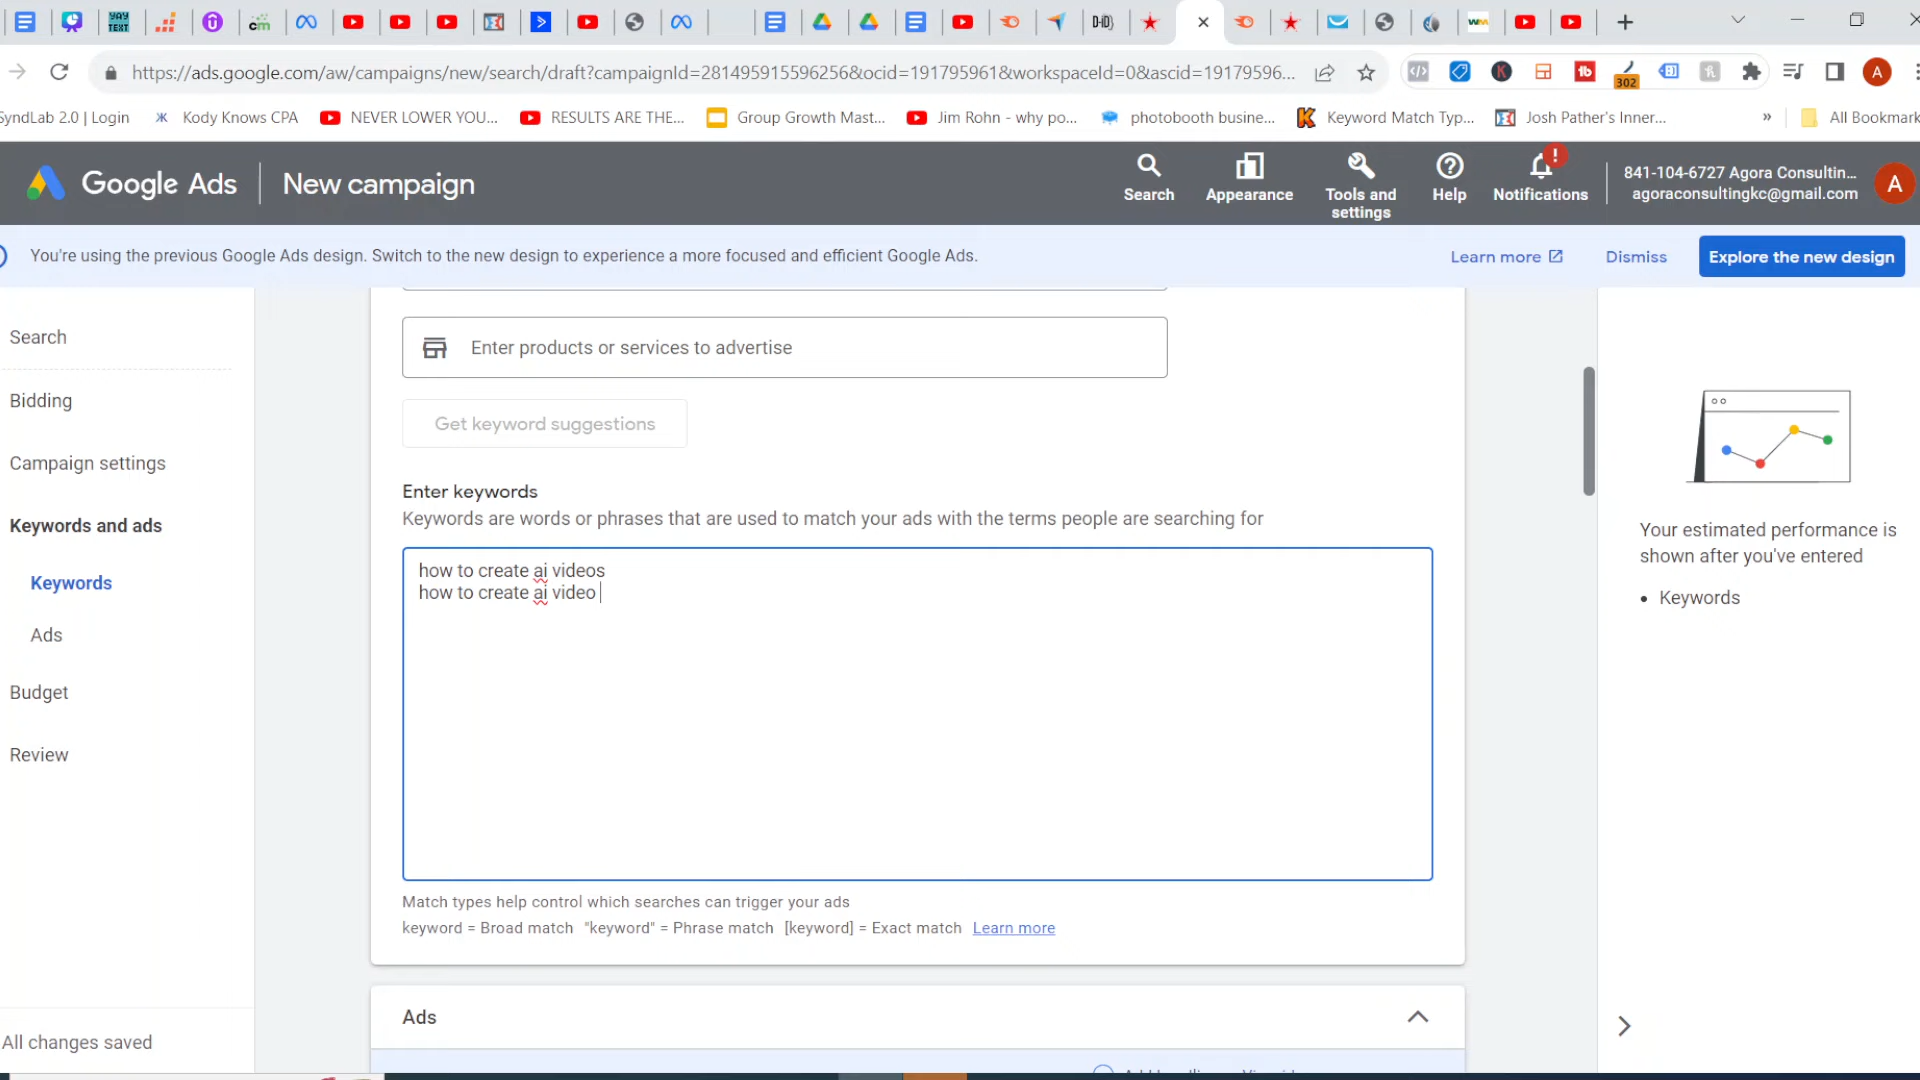 YAY
TEXT
cm
D-iD
https://ads.google.com/aw/campaigns/new/search/draft?campaignId=281495915596256&ocid=191795961&workspaceId=0&ascid=19179596...
302
A
SyndLab 2.0 | Login
Kody Knows CPA
NEVER LOWER YOU...
RESULTS ARE THE...
Group Growth Mast...
Jim Rohn - why po...
photobooth busine...
Keyword Match Typ...
Josh Pather's Inner...
»
All Bookmark
Google Ads
New campaign
Search
Appearance
Tools and
settings
Help
Notifications
841-104-6727 Agora Consultin...
agoraconsultingkc@gmail.com
A
You're using the previous Google Ads design. Switch to the new design to experience a more focused and efficient Google Ads.
Learn more
Dismiss
Explore the new design
Search
Bidding
Campaign settings
Keywords and ads
Keywords
Ads
Budget
Review
All changes saved
Enter products or services to advertise
Get keyword suggestions
Enter keywords
Keywords are words or phrases that are used to match your ads with the terms people are searching for
how to create ai videos
how to create ai video
Match types help control which searches can trigger your ads
keyword = Broad match "keyword" = Phrase match [keyword] = Exact match Learn more
Ads
Your estimated performance is
shown after you've entered
• Keywords